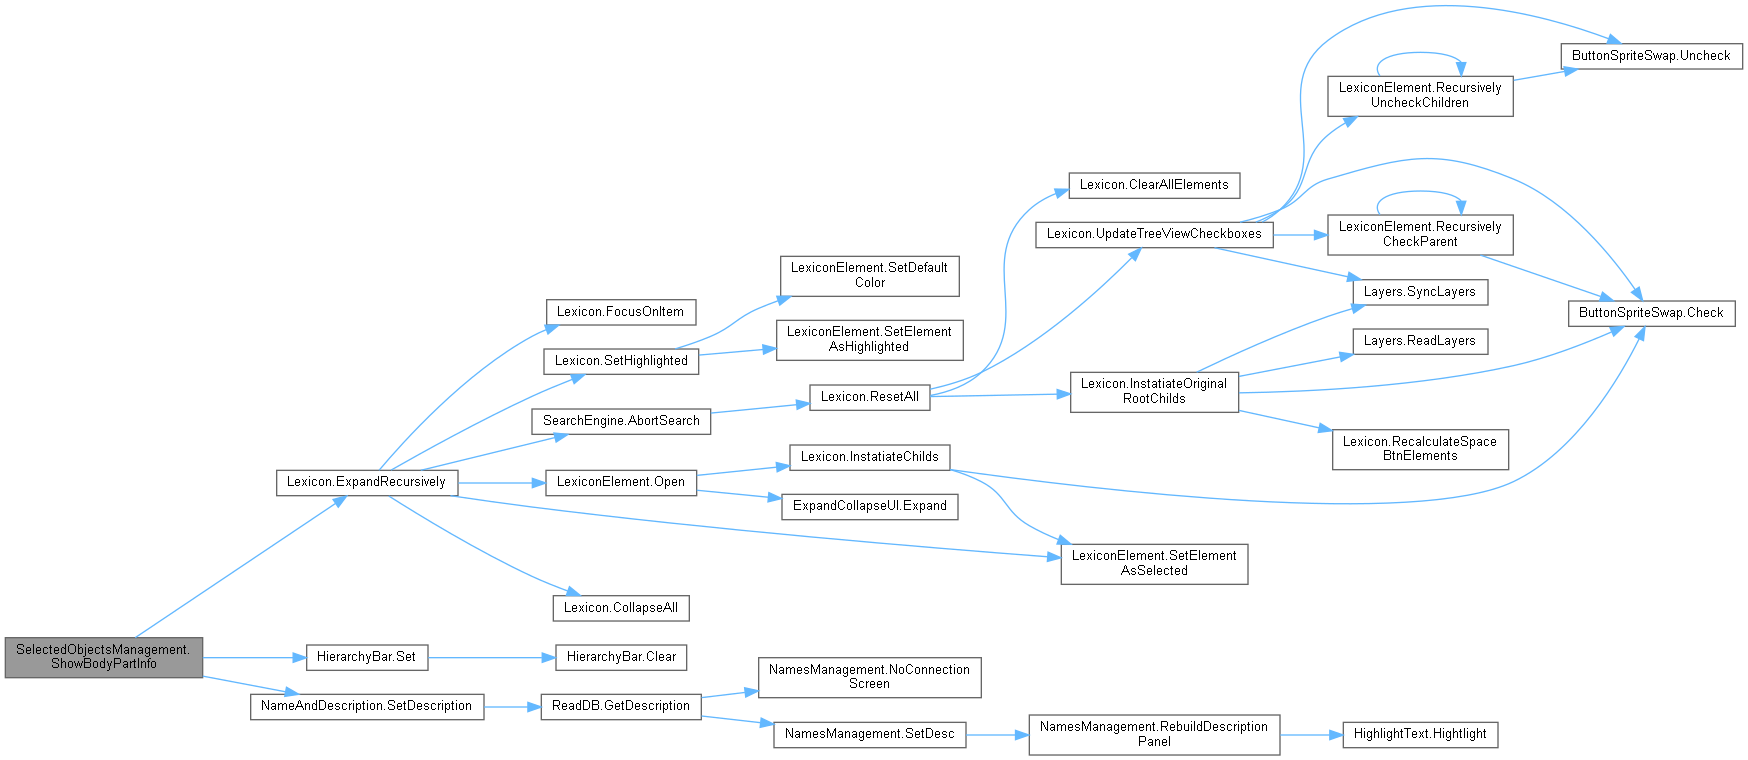 SelectedObjectsManagement.
ShowBodyPartInfo
Lexicon.ExpandRecursively
Lexicon.FocusOnItem
Lexicon.SetHighlighted
LexiconElement.SetDefault
Color
LexiconElement.SetElement
AsHighlighted
SearchEngine.AbortSearch
Lexicon.ResetAll
Lexicon.ClearAllElements
Lexicon.UpdateTreeViewCheckboxes
ButtonSpriteSwap.Uncheck
LexiconElement.Recursively
UncheckChildren
LexiconElement.Recursively
CheckParent
Layers.SyncLayers
ButtonSpriteSwap.Check
Layers.ReadLayers
Lexicon.InstatiateOriginal
RootChilds
Lexicon.RecalculateSpace
BtnElements
LexiconElement.Open
Lexicon.InstatiateChilds
ExpandCollapseUI.Expand
LexiconElement.SetElement
AsSelected
Lexicon.CollapseAll
HierarchyBar.Set
HierarchyBar.Clear
NameAndDescription.SetDescription
ReadDB.GetDescription
NamesManagement.NoConnection
Screen
NamesManagement.SetDesc
NamesManagement.RebuildDescription
Panel
HighlightText.Hightlight